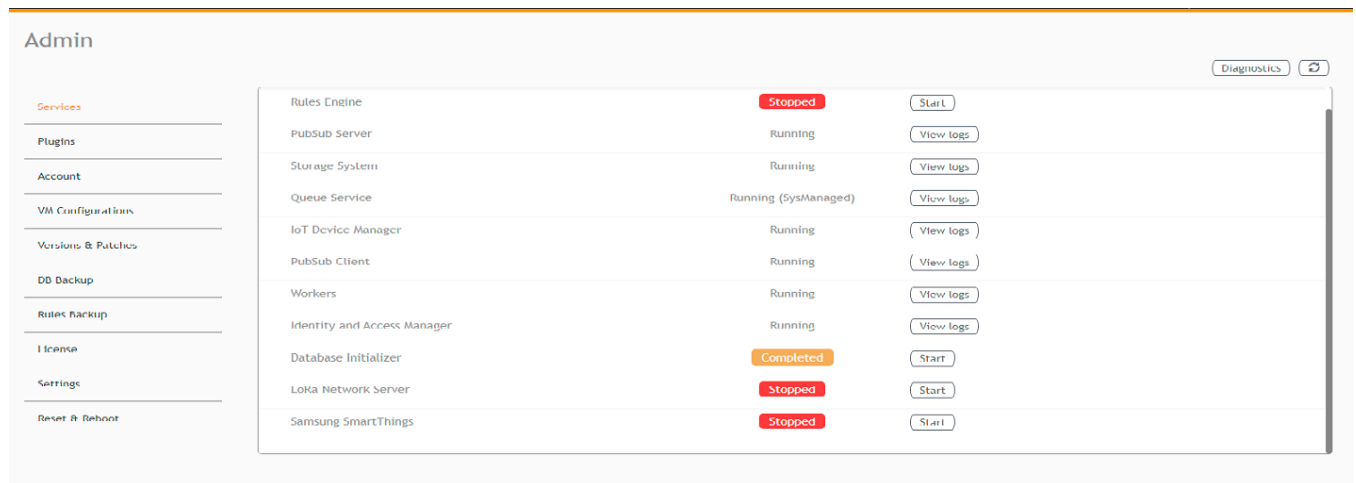 Admin
Diagnostics
Services
Plugins
Account
VM Configurations
Versions & Patches
DB Backup
Rules Backup
License
Settings
Reset & Reboot
Rules Engine Stopped Start
PubSub Server Running View logs
Storage System Running View logs
Queue Service Running (SysManaged) View logs
IoT Device Manager Running View logs
PubSub Client Running View logs
Workers Running View logs
Identity and Access Manager Running View logs
Database Initializer Completed Start
LoRa Network Server Stopped Start
Samsung SmartThings Stopped Start